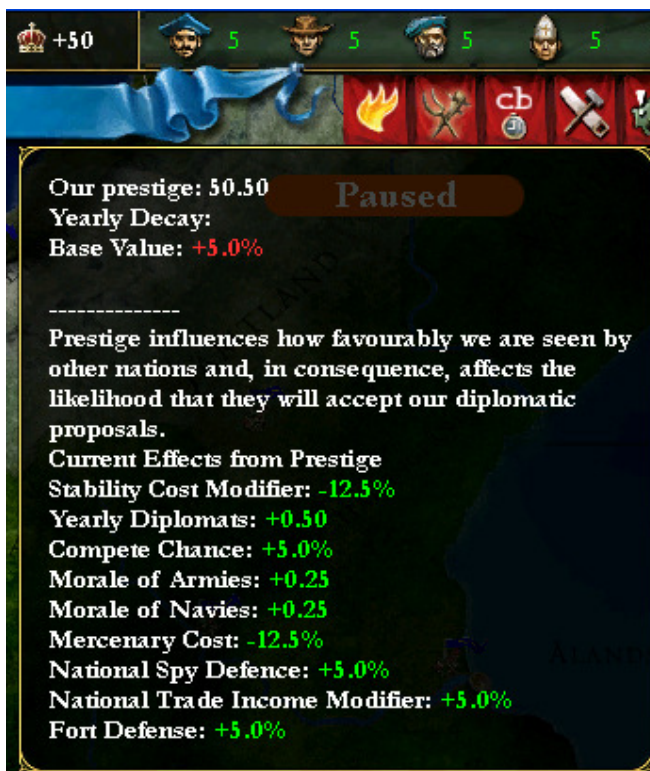 +50 5 5 5 5
cb
Our prestige: 50.50
Paused
Yearly Decay:
Base Value: +5.0%
--------------
Prestige influences how favourably we are seen by
other nations and, in consequence, affects the
likelihood that they will accept our diplomatic
proposals.
Current Effects from Prestige
Stability Cost Modifier: -12.5%
Yearly Diplomats: +0.50
Compete Chance: +5.0%
Morale of Armies: +0.25
Morale of Navies: +0.25
Mercenary Cost: -12.5%
National Spy Defence: +5.0%
ALAND
National Trade Income Modifier: +5.0%
Fort Defense: +5.0%